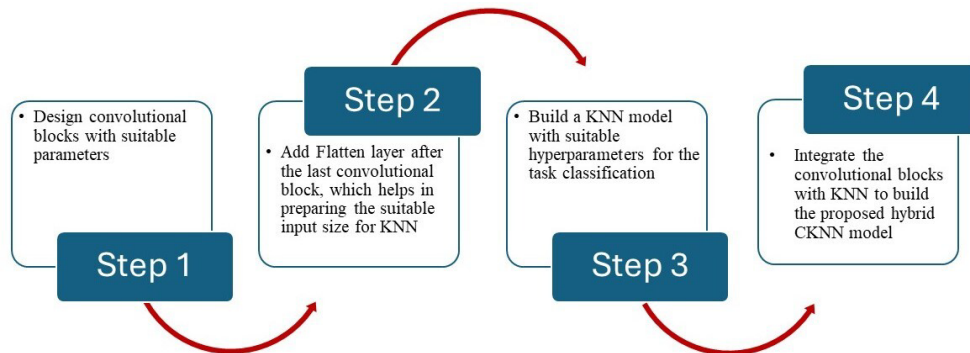 • Design convolutional
blocks with suitable
parameters
Step 1
Step 2
• Add Flatten layer after
the last convolutional
block, which helps in
preparing the suitable
input size for KNN
• Build a KNN model
with suitable
hyperparameters for the
task classification
Step 3
Step 4
• Integrate the
convolutional blocks
with KNN to build
the proposed hybrid
CKNN model